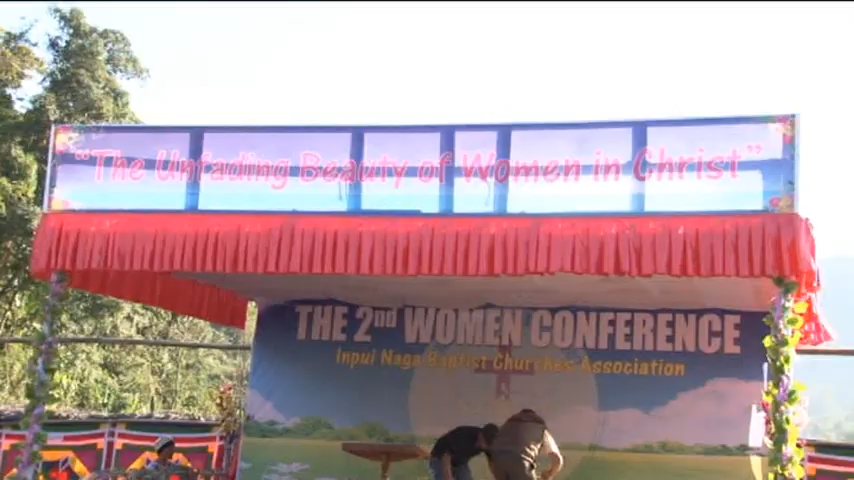 "The Unfading Beauty of Women in Christ"
THE 2nd WOMEN CONFERENCE
Inpui Naga Baptist Churches Association